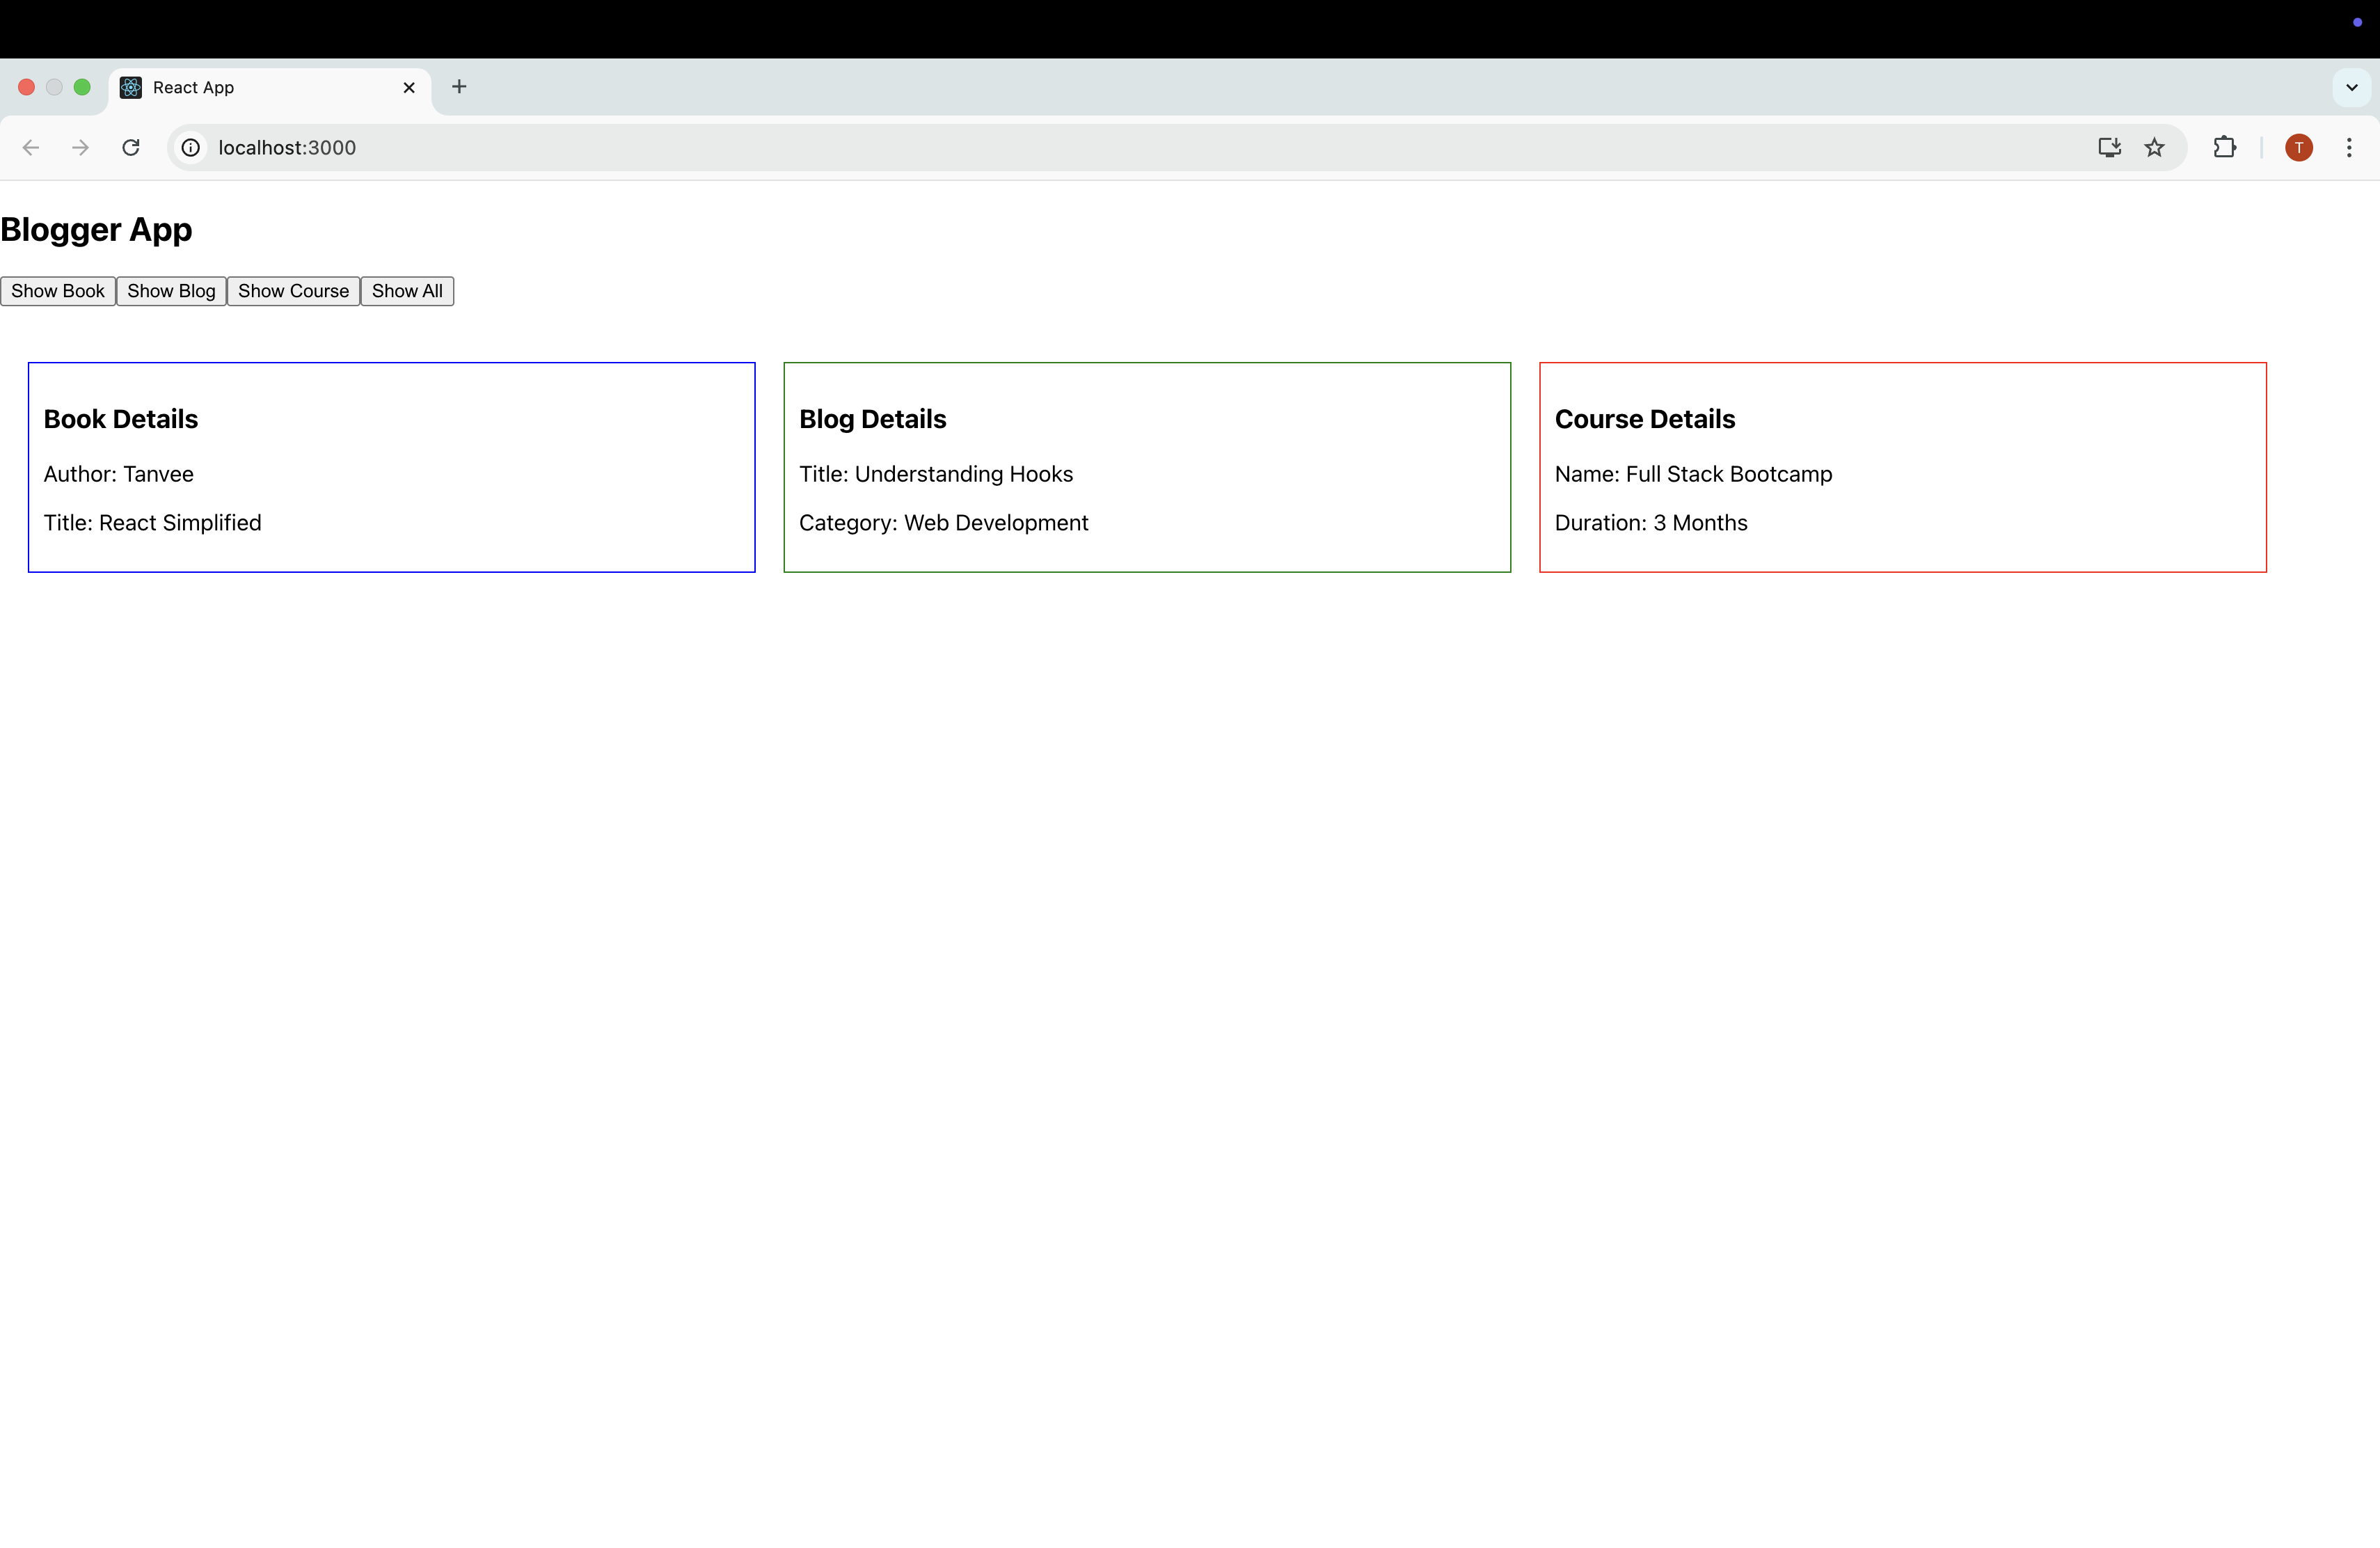 React App
localhost:3000
T
Blogger App
Show Book Show Blog Show Course Show All
Book Details
Author: Tanvee
Title: React Simplified
Blog Details
Title: Understanding Hooks
Category: Web Development
Course Details
Name: Full Stack Bootcamp
Duration: 3 Months